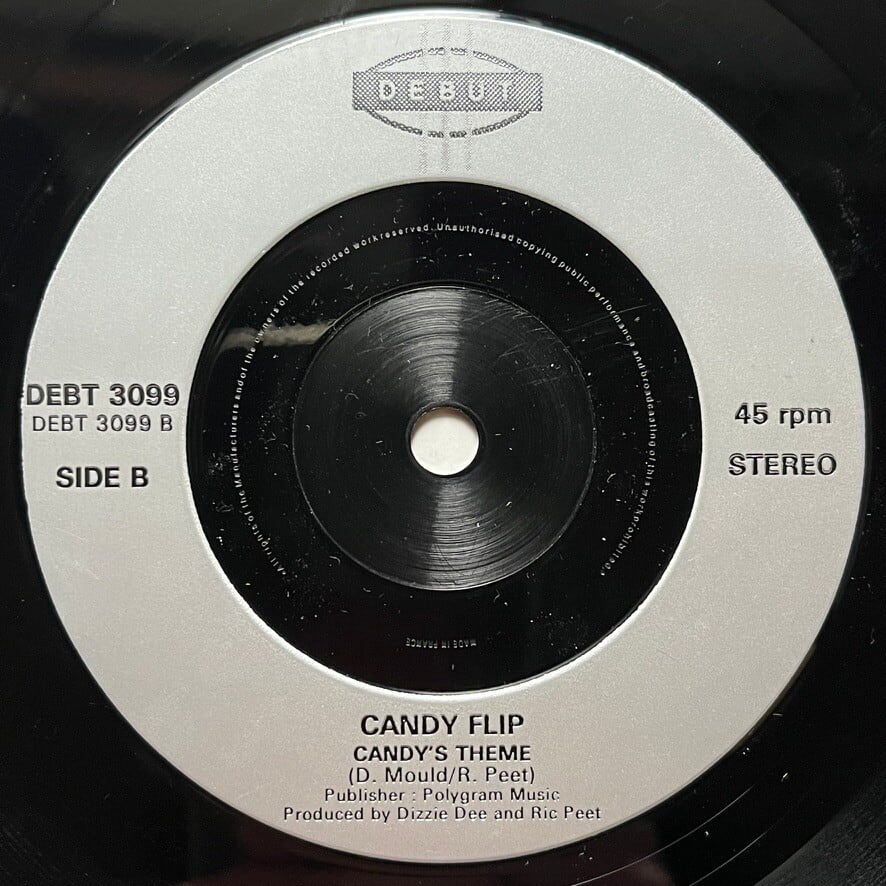 DEBUT
All rights of the Manufacturers and of the owners of the recorded work reserved. Unauthorised copying public performance and broadcasting of this work prohibited.
DEBT 3099
DEBT 3099 B
SIDE B
45 rpm
STEREO
MADE IN FRANCE
CANDY FLIP
CANDY'S THEME
(D. Mould/R. Peet)
Publisher : Polygram Music
Produced by Dizzie Dee and Ric Peet